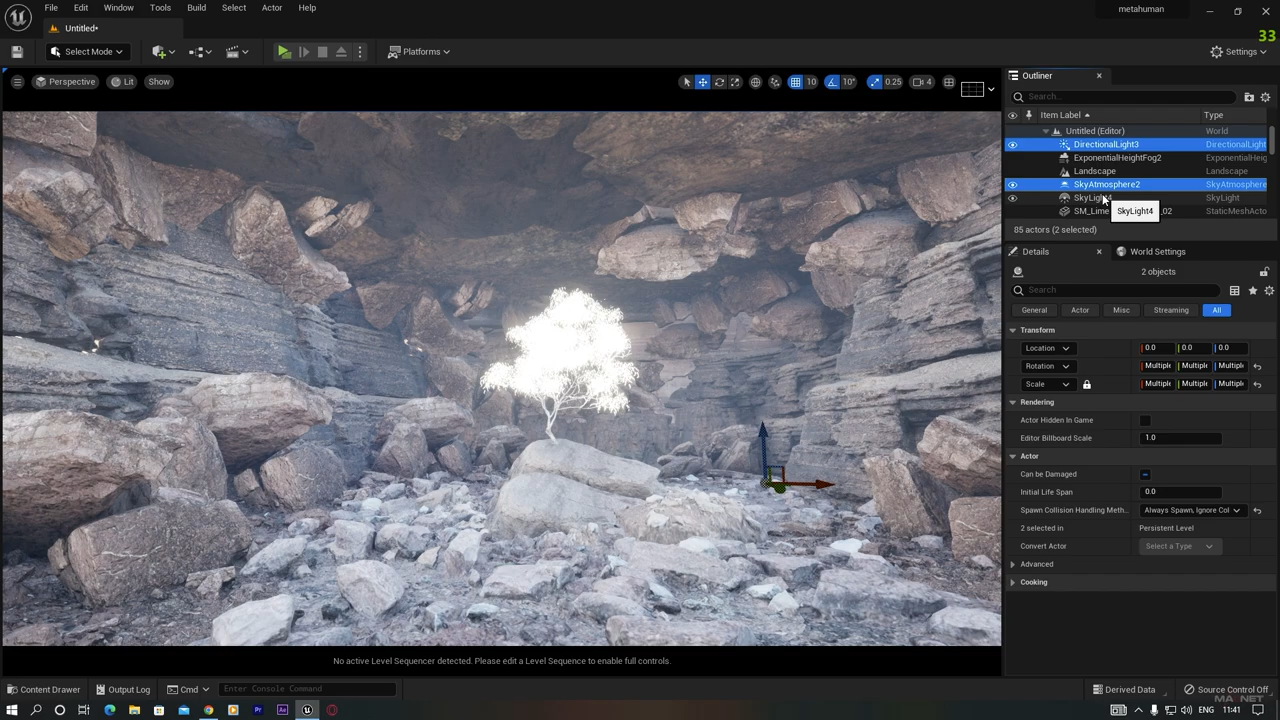 File Edit Window Tools Build Select Actor Help
metahuman
Untitled*
33
Select Mode
Platforms
Settings
Perspective Lit Show
10 10° 0.25 4
Outliner
Search...
Item Label Type
Untitled (Editor) World
DirectionalLight3 DirectionalLight
ExponentialHeightFog2 ExponentialHeig
Landscape Landscape
SkyAtmosphere2 SkyAtmosphere
SkyLight4 SkyLight
SkyLight4
SM_Lime _02 StaticMeshActo
85 actors (2 selected)
Details World Settings
2 objects
Search
General Actor Misc Streaming All
Transform
Location 0.0 0.0 0.0
Rotation Multiple Multiple Multiple
Scale Multiple Multiple Multiple
Rendering
Actor Hidden In Game
Editor Billboard Scale 1.0
Actor
Can be Damaged
Initial Life Span 0.0
Spawn Collision Handling Meth... Always Spawn, Ignore Col
2 selected in Persistent Level
Convert Actor Select a Type
Advanced
Cooking
No active Level Sequencer detected. Please edit a Level Sequence to enable full controls.
Content Drawer Output Log Cmd Enter Console Command
Derived Data Source Control Off
Pr Ae
ENG 11:41